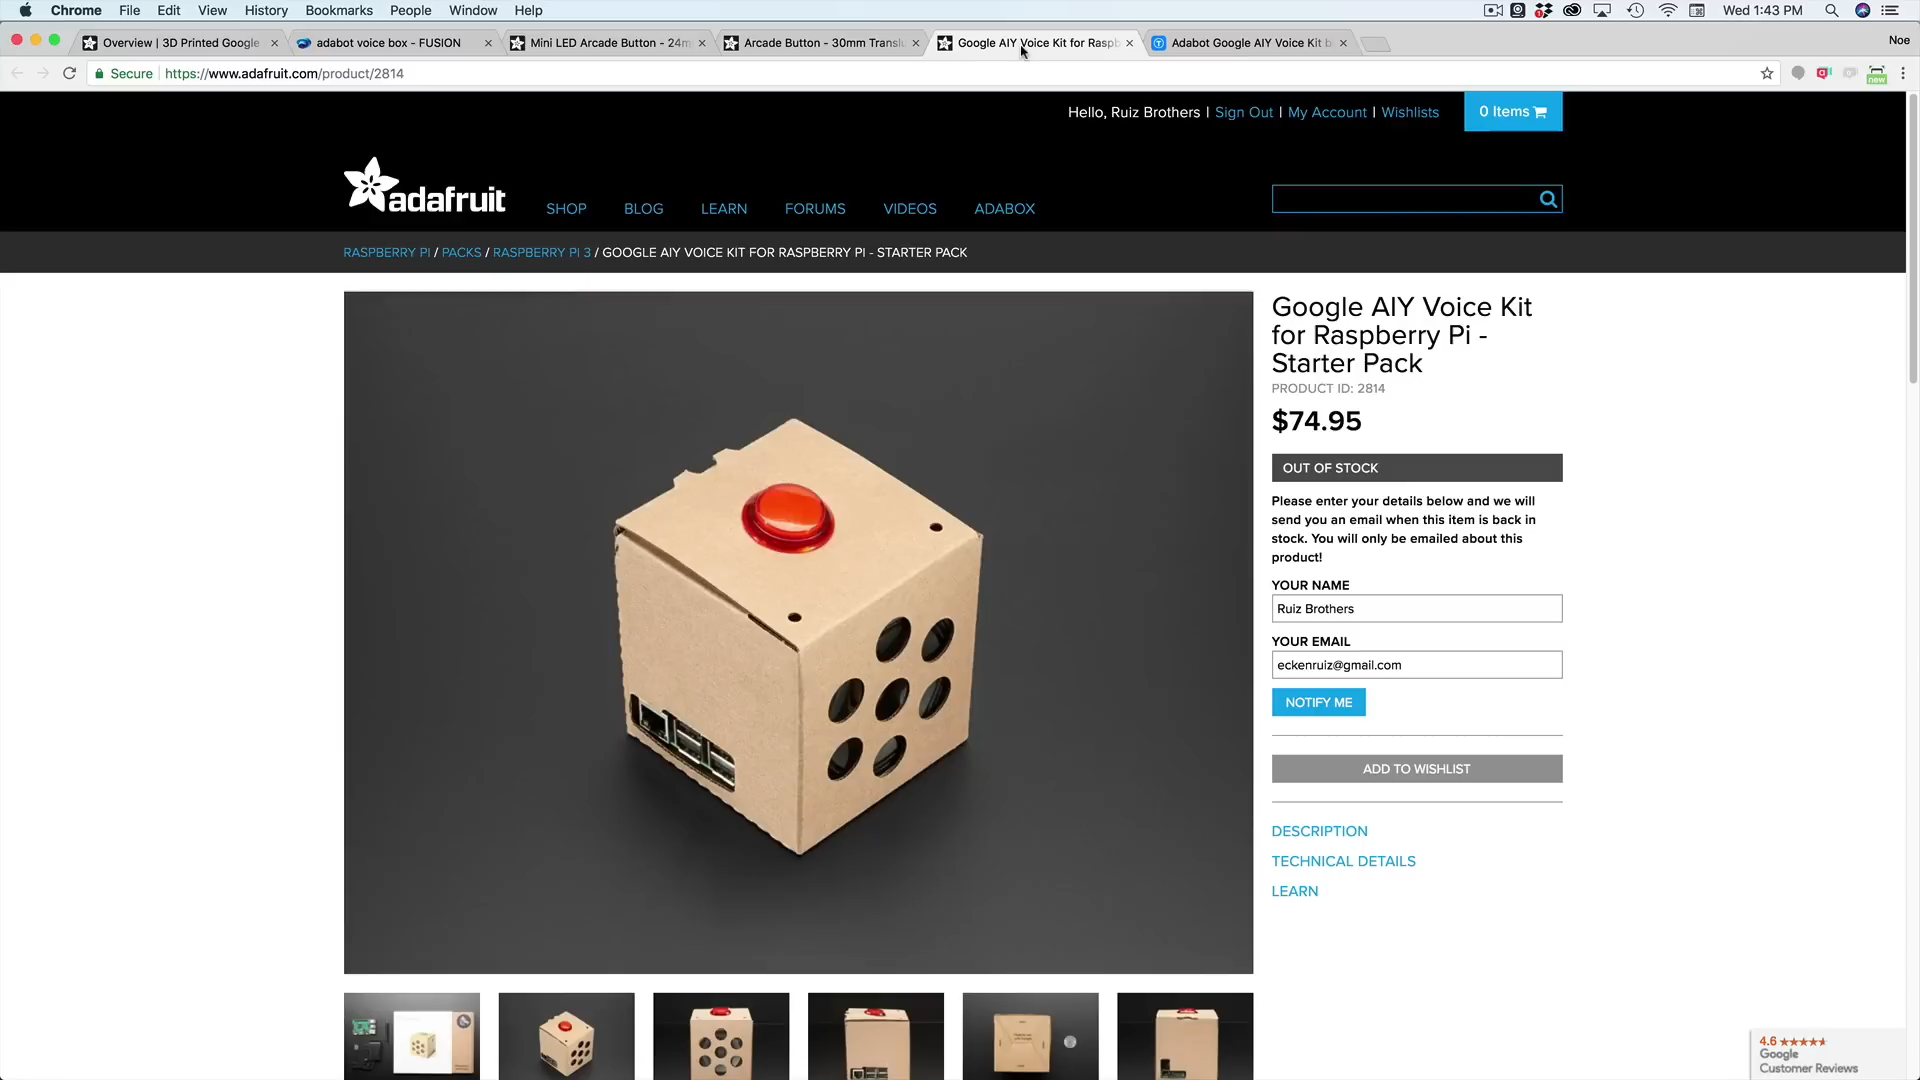 Chrome File Edit View History Bookmarks People Window Help Wed 1:43 PM
Overview | 3D Printed Google
adabot voice box - FUSION
Mini LED Arcade Button - 24m
Arcade Button - 30mm Translu
Google AIY Voice Kit for Raspb
Adabot Google AIY Voice Kit b
Noe
Secure https://www.adafruit.com/product/2814
new
Hello, Ruiz Brothers | Sign Out | My Account | Wishlists
0 Items
adafruit
SHOP BLOG LEARN FORUMS VIDEOS ADABOX
RASPBERRY PI / PACKS / RASPBERRY PI 3 / GOOGLE AIY VOICE KIT FOR RASPBERRY PI - STARTER PACK
Google AIY Voice Kit
for Raspberry Pi -
Starter Pack
PRODUCT ID: 2814
$74.95
OUT OF STOCK
Please enter your details below and we will
send you an email when this item is back in
stock. You will only be emailed about this
product!
YOUR NAME
Ruiz Brothers
YOUR EMAIL
eckenruiz@gmail.com
NOTIFY ME
ADD TO WISHLIST
DESCRIPTION
TECHNICAL DETAILS
LEARN
4.6
Google
Customer Reviews